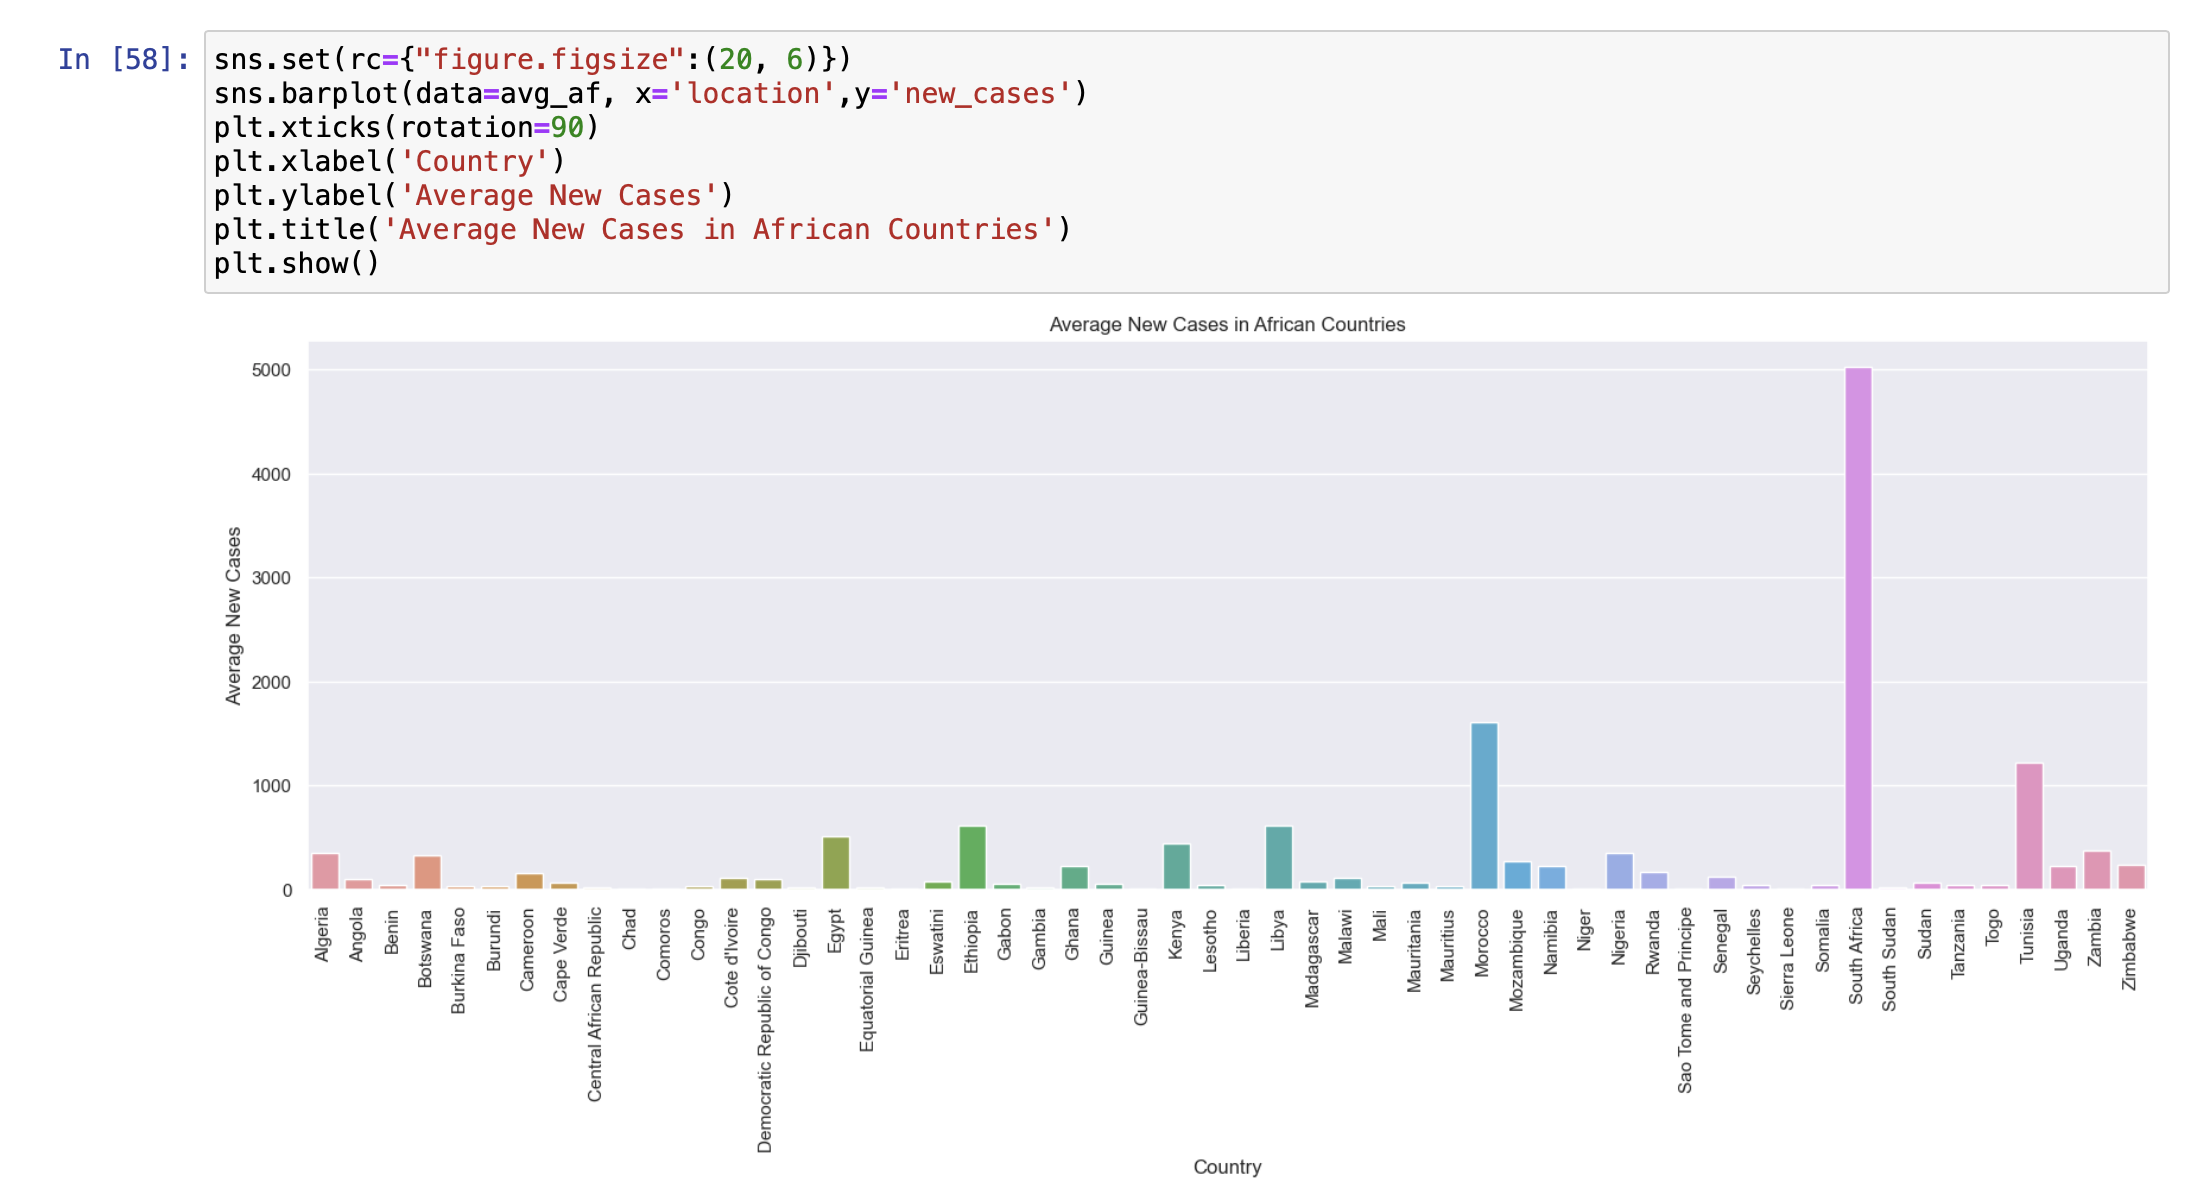 In [58]:
sns.set(rc={"figure.figsize":(20, 6)})
sns.barplot(data=avg_af, x='location',y='new_cases')
plt.xticks(rotation=90)
plt.xlabel('Country')
plt.ylabel('Average New Cases')
plt.title('Average New Cases in African Countries')
plt.show()
Average New Cases in African Countries
Average New Cases
5000
4000
3000
2000
1000
0
Algeria
Angola
Benin
Botswana
Burkina Faso
Burundi
Cameroon
Cape Verde
Central African Republic
Chad
Comoros
Congo
Cote d'Ivoire
Democratic Republic of Congo
Djibouti
Egypt
Equatorial Guinea
Eritrea
Eswatini
Ethiopia
Gabon
Gambia
Ghana
Guinea
Guinea-Bissau
Kenya
Lesotho
Liberia
Libya
Madagascar
Malawi
Mali
Mauritania
Mauritius
Morocco
Mozambique
Namibia
Niger
Nigeria
Rwanda
Sao Tome and Principe
Senegal
Seychelles
Sierra Leone
Somalia
South Africa
South Sudan
Sudan
Tanzania
Togo
Tunisia
Uganda
Zambia
Zimbabwe
Country